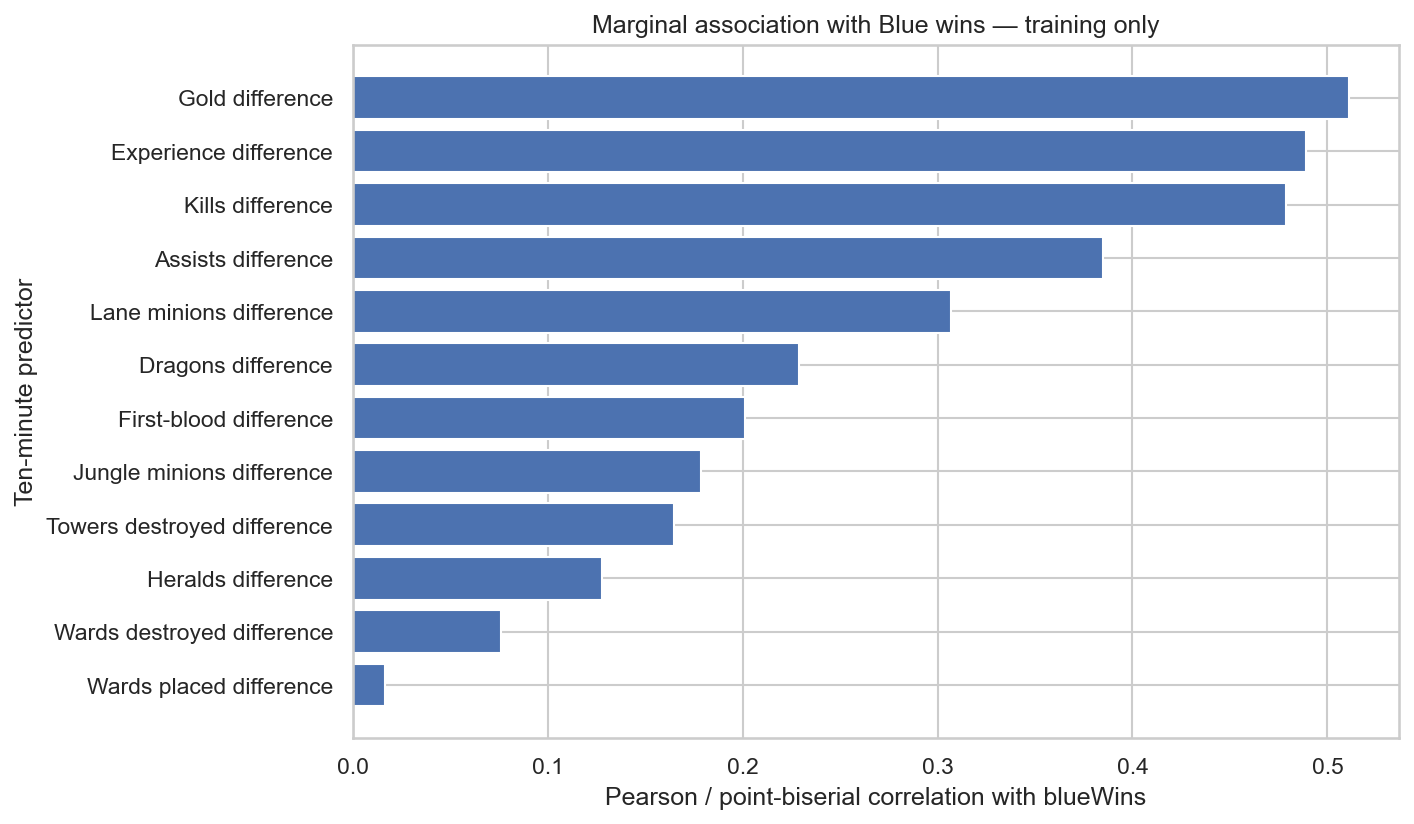 Marginal association with Blue wins — training only
Ten-minute predictor
Gold difference
Experience difference
Kills difference
Assists difference
Lane minions difference
Dragons difference
First-blood difference
Jungle minions difference
Towers destroyed difference
Heralds difference
Wards destroyed difference
Wards placed difference
0.0 0.1 0.2 0.3 0.4 0.5
Pearson / point-biserial correlation with blueWins